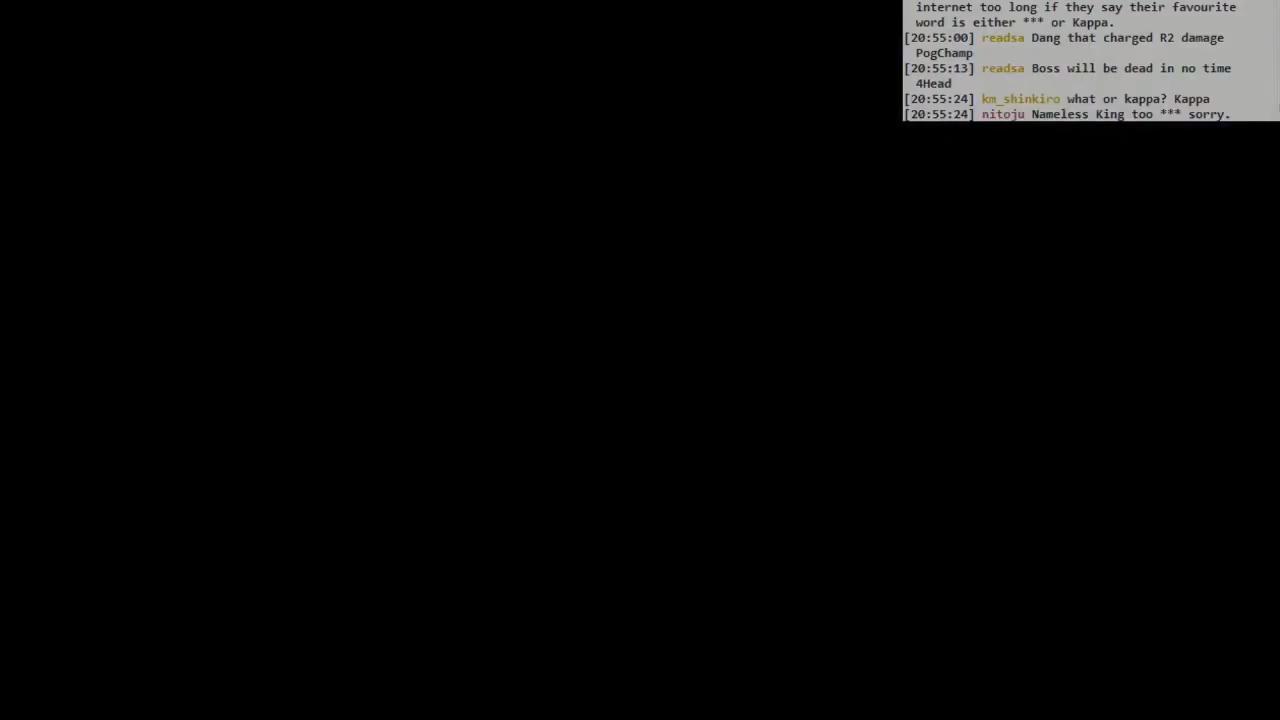 internet too long if they say their favourite
word is either *** or Kappa.
[20:55:00] readsa Dang that charged R2 damage
PogChamp
[20:55:13] readsa Boss will be dead in no time
4Head
[20:55:24] km_shinkiro what or kappa? Kappa
[20:55:24] nitoju Nameless King too *** sorry.